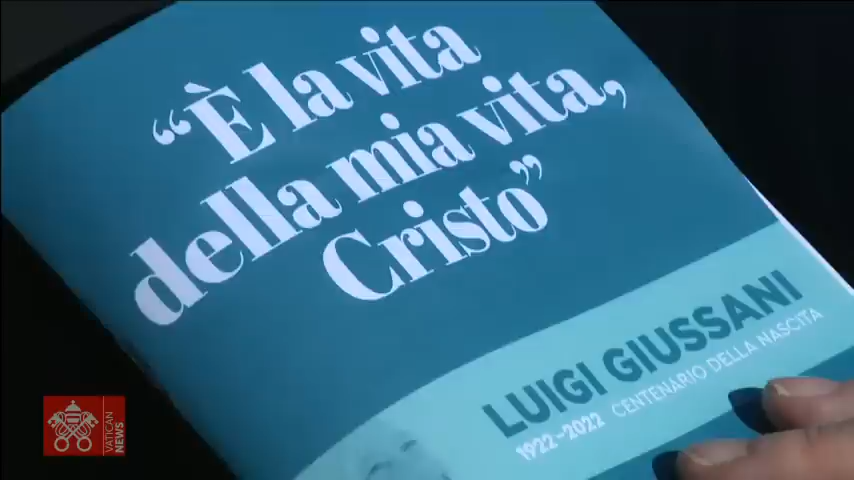 “È la vita
della mia vita,
Cristo”
LUIGI GIUSSANI
1922-2022 CENTENARIO DELLA NASCITA
VATICAN
NEWS